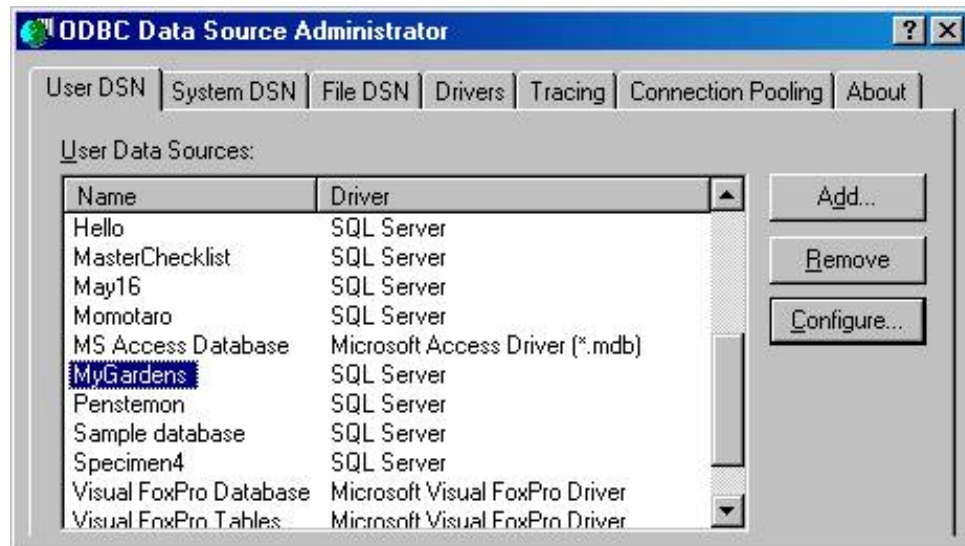 ODBC Data Source Administrator
User DSN System DSN File DSN Drivers Tracing Connection Pooling About
User Data Sources:
Name Driver
Hello SQL Server
MasterChecklist SQL Server
May16 SQL Server
Momotaro SQL Server
MS Access Database Microsoft Access Driver (*.mdb)
MyGardens SQL Server
Penstemon SQL Server
Sample database SQL Server
Specimen4 SQL Server
Visual FoxPro Database Microsoft Visual FoxPro Driver
Visual FoxPro Tables Microsoft Visual FoxPro Driver
Add...
Remove
Configure...